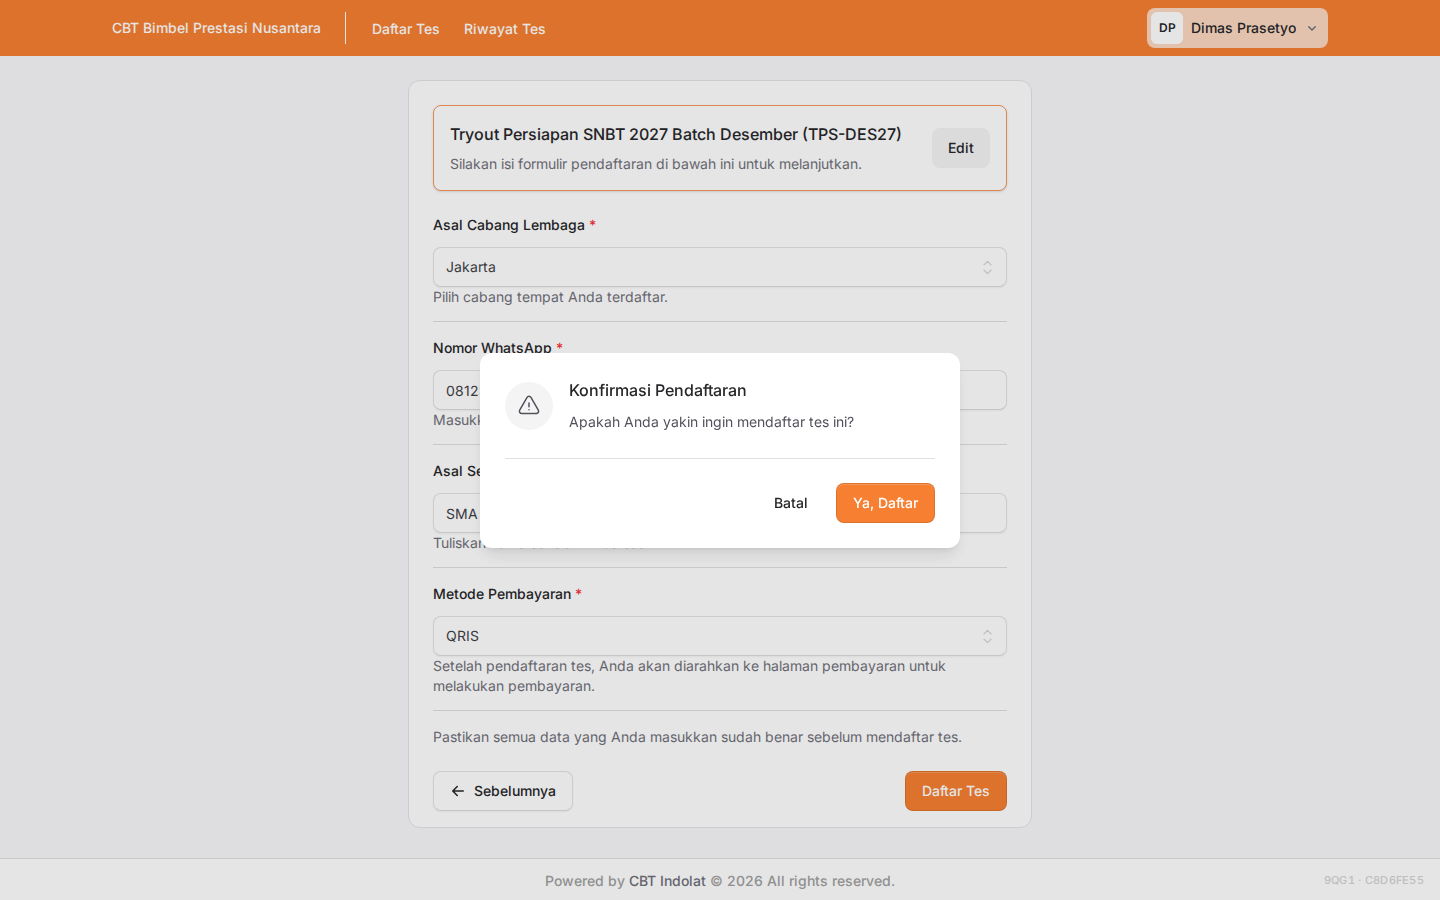 CBT Bimbel Prestasi Nusantara
Daftar Tes
Riwayat Tes
DP
Dimas Prasetyo
Tryout Persiapan SNBT 2027 Batch Desember (TPS-DES27)
Silakan isi formulir pendaftaran di bawah ini untuk melanjutkan.
Edit
Asal Cabang Lembaga *
Jakarta
Pilih cabang tempat Anda terdaftar.
Nomor WhatsApp *
0812
Konfirmasi Pendaftaran
Apakah Anda yakin ingin mendaftar tes ini?
Batal
Ya, Daftar
Asal
SMA
Tuliskan
Metode Pembayaran *
QRIS
Setelah pendaftaran tes, Anda akan diarahkan ke halaman pembayaran untuk
melakukan pembayaran.
Pastikan semua data yang Anda masukkan sudah benar sebelum mendaftar tes.
← Sebelumnya
Daftar Tes
Powered by CBT Indolat © 2026 All rights reserved.
9QG1 · C8D6FE55